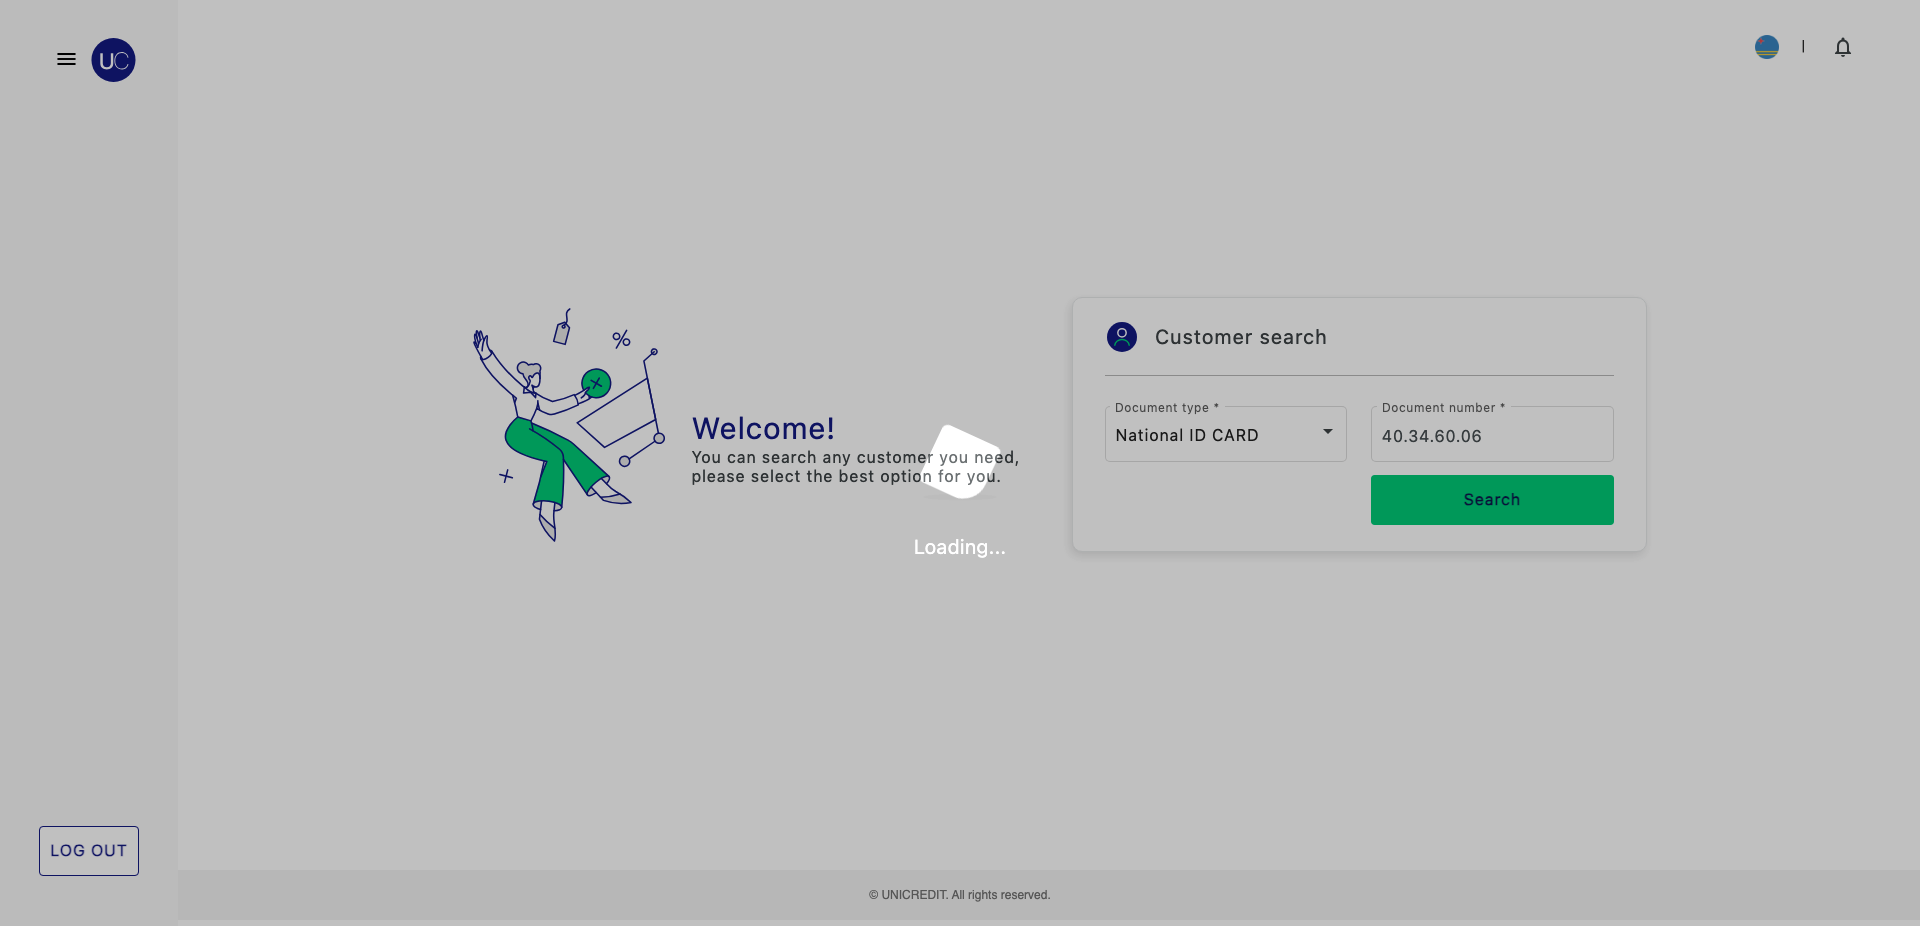 UC
|
Customer search
Document type *
National ID CARD
Document number *
40.34.60.06
Search
%
Welcome!
You can search any customer you need,
please select the best option for you.
Loading...
LOG OUT
© UNICREDIT. All rights reserved.